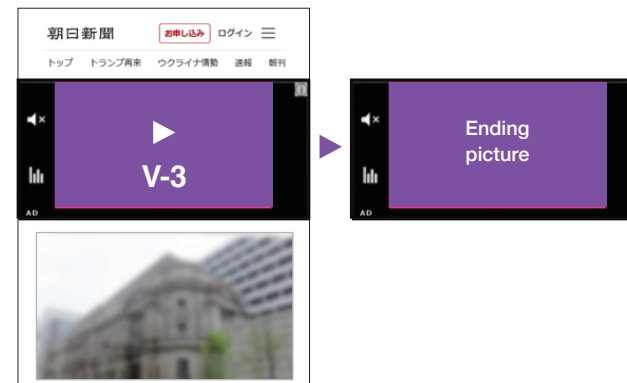 朝日新聞
お申し込み ログイン
トップ トランプ再来 ウクライナ情勢 速報 朝刊
V-3
AD
Ending
picture
AD